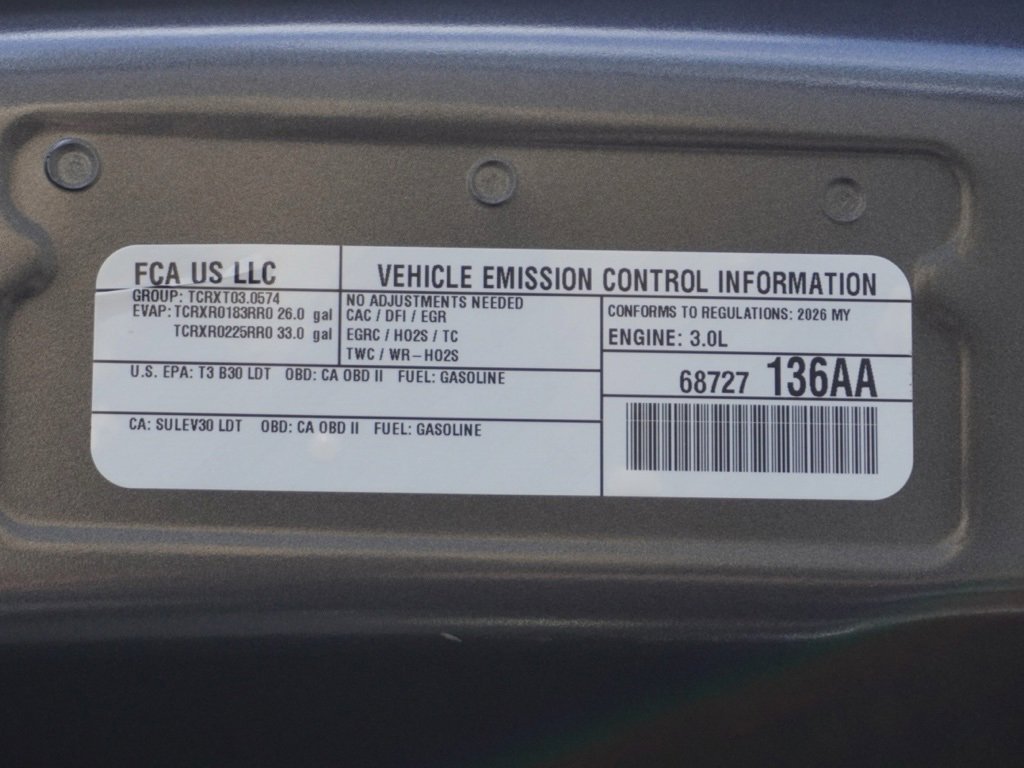 FCA US LLC
VEHICLE EMISSION CONTROL INFORMATION
GROUP: TCRXT03.0574
EVAP: TCRXR0183RR0 26.0 gal
TCRXR0225RR0 33.0 gal
NO ADJUSTMENTS NEEDED
CAC / DFI / EGR
EGRC / HO2S / TC
TWC / WR-HO2S
CONFORMS TO REGULATIONS: 2026 MY
ENGINE: 3.0L
U.S. EPA: T3 B30 LDT OBD: CA OBD II FUEL: GASOLINE
68727 136AA
CA: SULEV30 LDT OBD: CA OBD II FUEL: GASOLINE